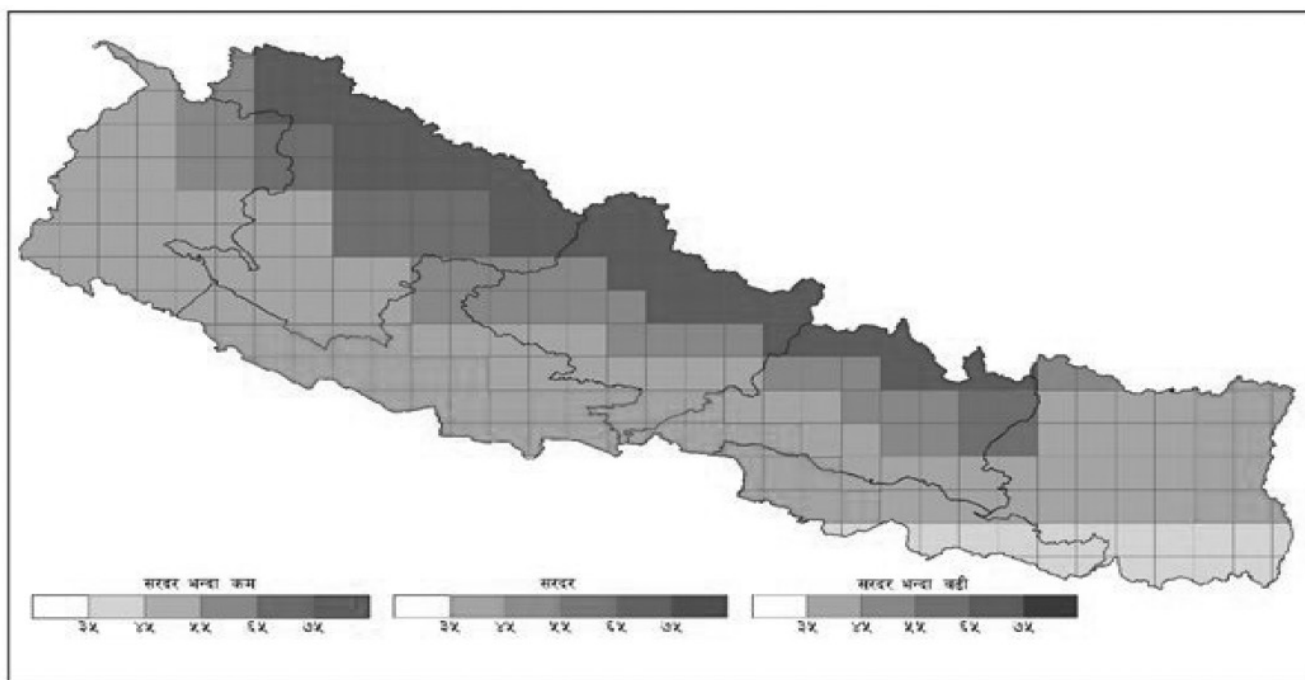 सरदर भन्दा कम
सरदर
सरदर भन्दा बढी
३५ ४५ ५५ ६५ ७५
३५ ४५ ५५ ६५ ७५
३५ ४५ ५५ ६५ ७५